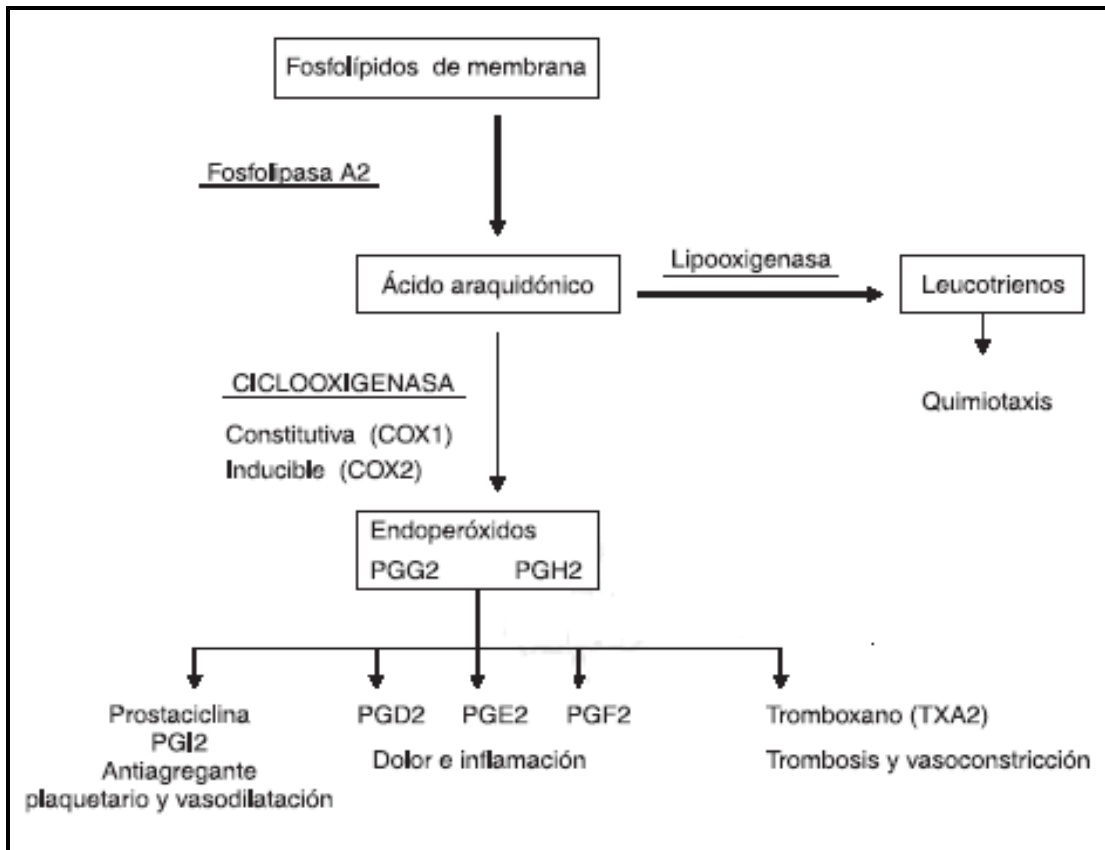 Fosfolípidos de membrana
Fosfolipasa A2
Lipooxigenasa
Ácido araquidónico
Leucotrienos
CICLOOXIGENASA
Quimiotaxis
Constitutiva (COX1)
Inducible (COX2)
Endoperóxidos
PGG2 PGH2
Prostaciclina
PGI2
Antiagregante
plaquetario y vasodilatación
PGD2 PGE2 PGF2
Dolor e inflamación
Tromboxano (TXA2)
Trombosis y vasoconstricción